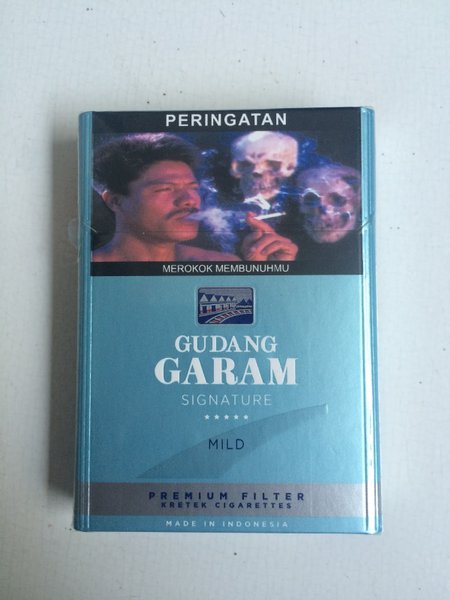 PERINGATAN
MEROKOK MEMBUNUHMU
GUDANG
GARAM
SIGNATURE
MILD
PREMIUM FILTER
KRETEK CIGARETTES
MADE IN INDONESIA